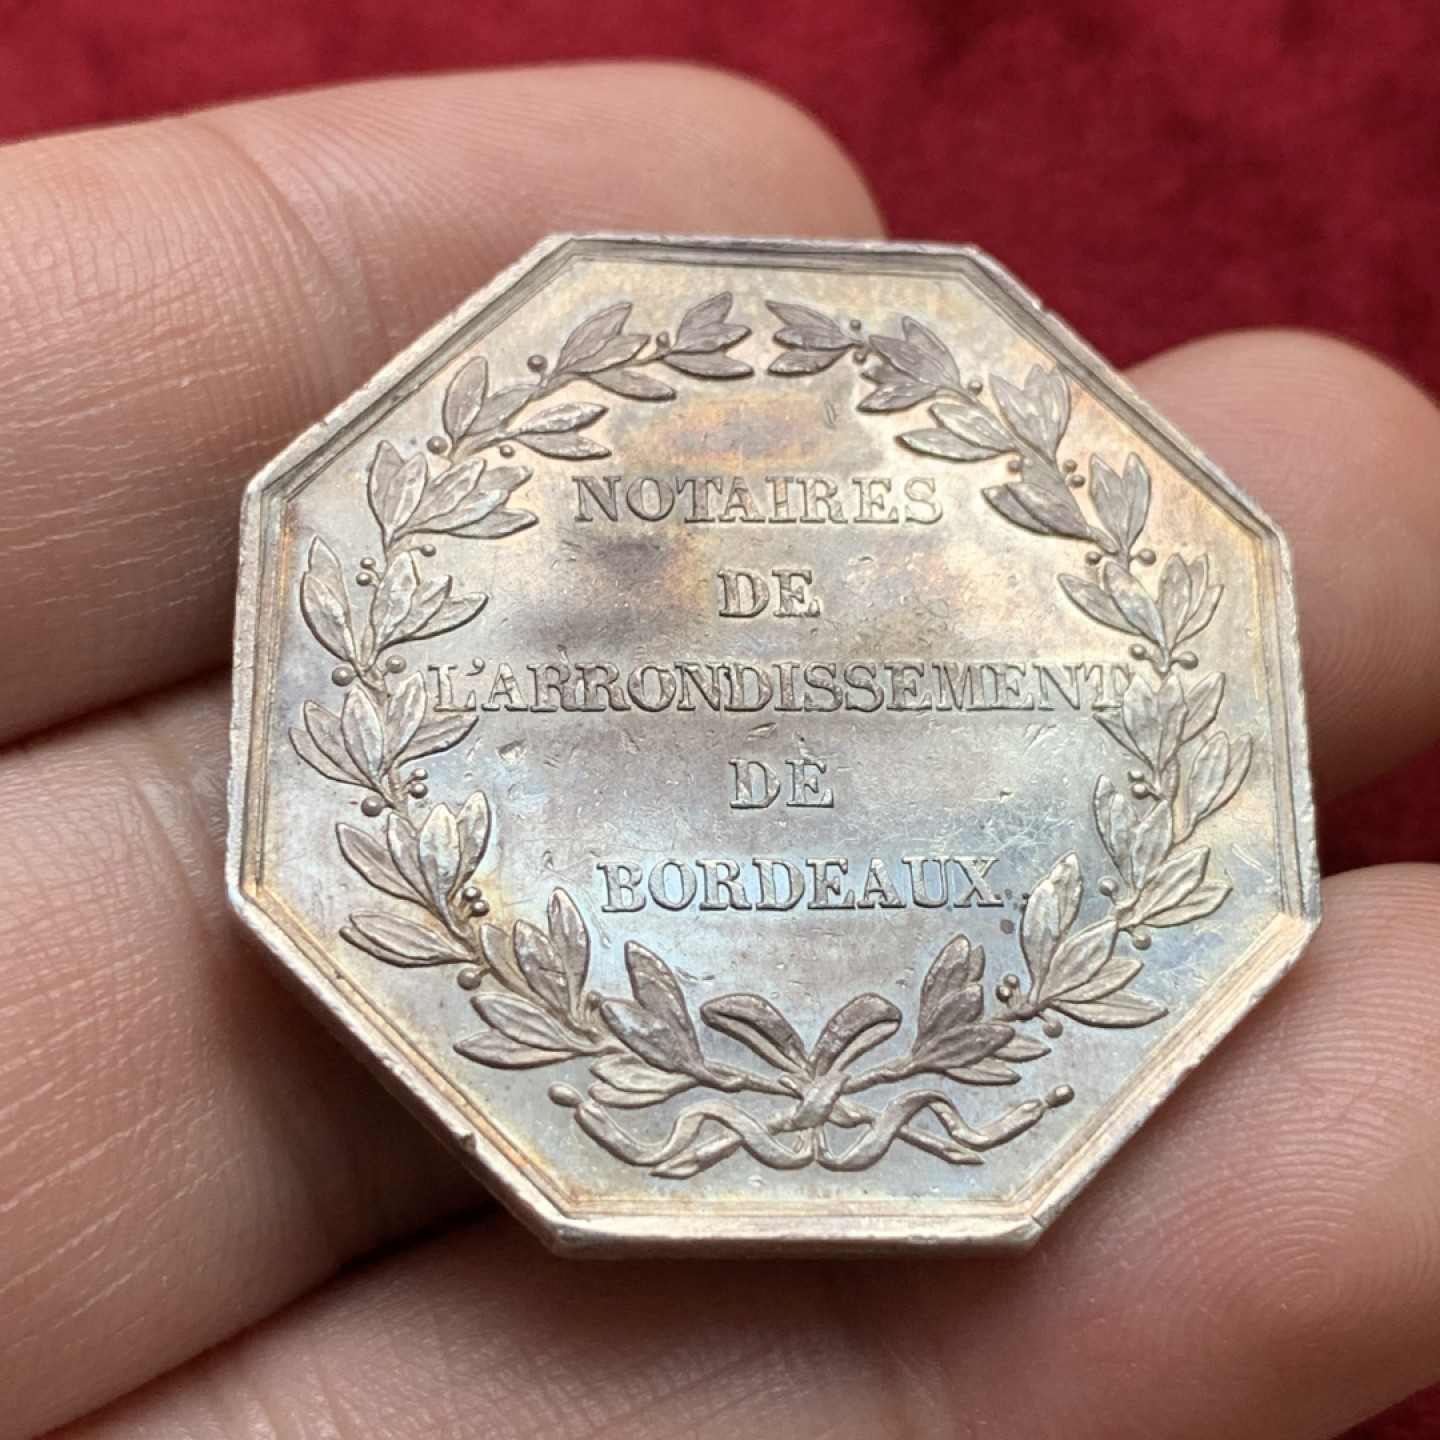 NOTAIRES
DE
L'ARRONDISSEMENT
DE
BORDEAUX.